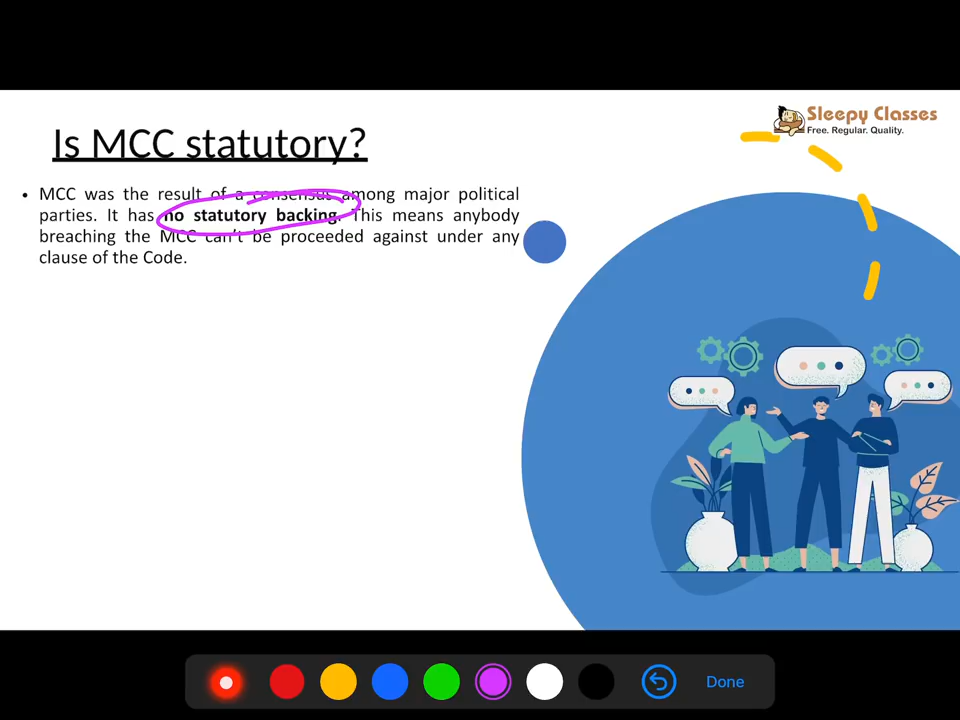 Sleepy Classes
Free. Regular. Quality.
Is MCC statutory?
• MCC was the result of a consensus among major political
parties. It has no statutory backing. This means anybody
breaching the MCC can't be proceeded against under any
clause of the Code.
Done